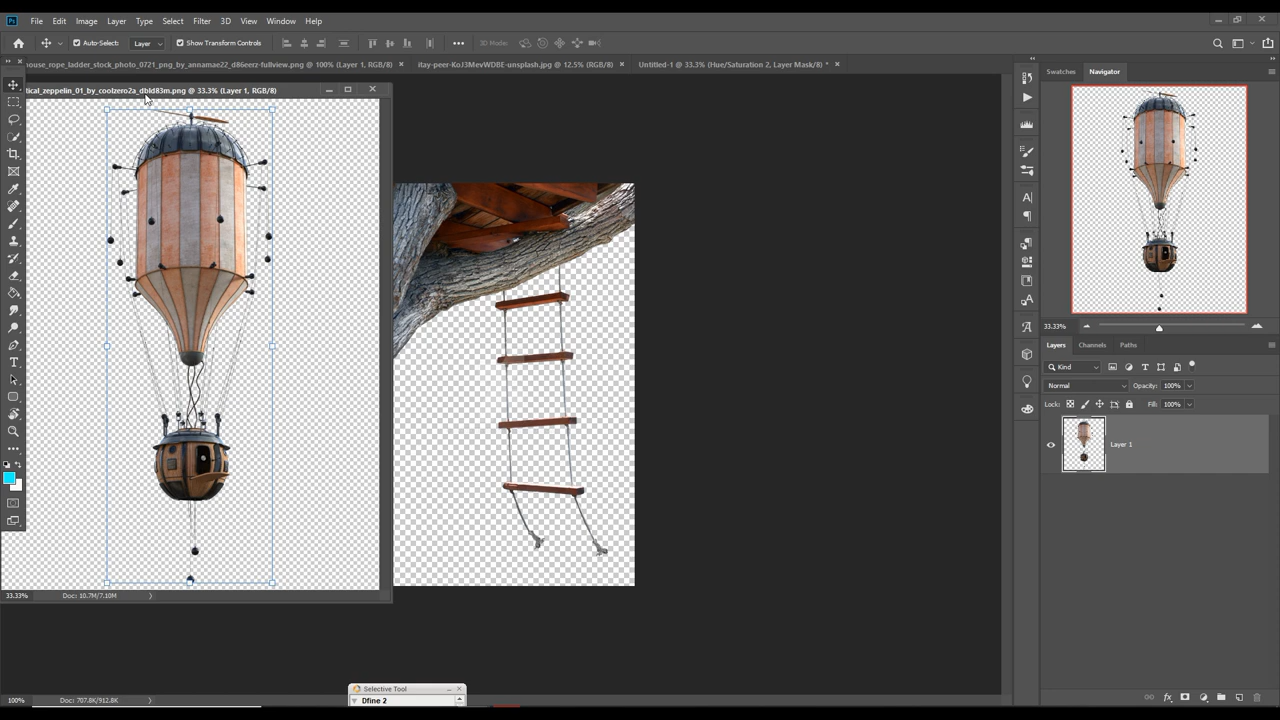 Ps File Edit Image Layer Type Select Filter 3D View Window Help
Auto-Select: Layer Show Transform Controls 3D Mode:
ouse_rope_ladder_stock_photo_0721_png_by_annamae22_d86eerz-fullview.png @ 100% (Layer 1, RGB/8) × itay-peer-KoJ3MevWDBE-unsplash.jpg @ 12.5% (RGB/8) × Untitled-1 @ 33.3% (Hue/Saturation 2, Layer Mask/8) * ×
tical_zeppelin_01_by_coolzero2a_dbld83m.png @ 33.3% (Layer 1, RGB/8)
Swatches Navigator
33.33%
Layers Channels Paths
Kind
Normal Opacity: 100%
Lock: Fill: 100%
Layer 1
33.33% Doc: 10.7M/7.10M
Selective Tool
100% Doc: 707.8K/912.8K
Dfine 2